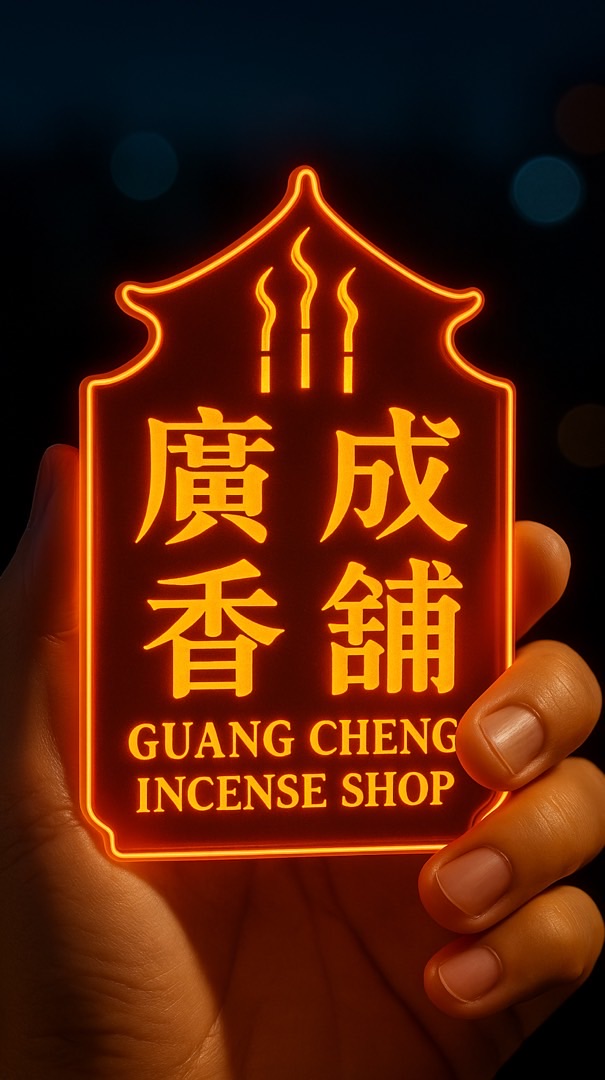 廣成
香舖
GUANG CHENG
INCENSE SHOP